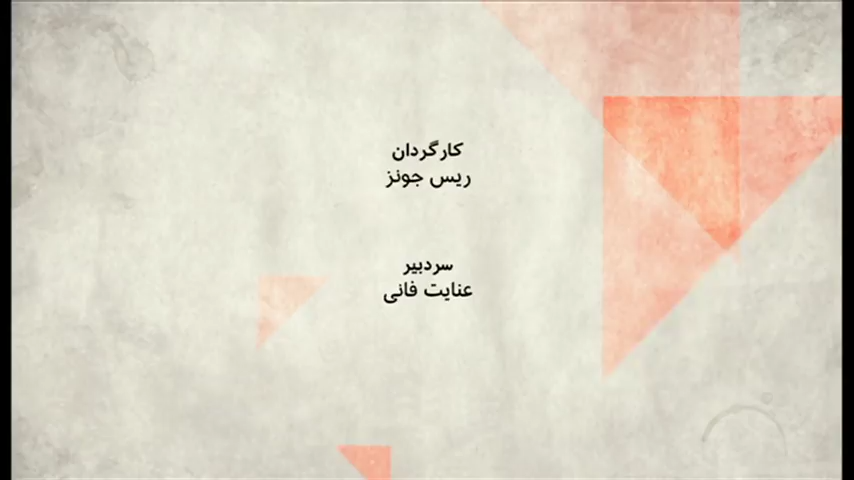 کارگردان
ریس جونز
سردبیر
عنایت فانی